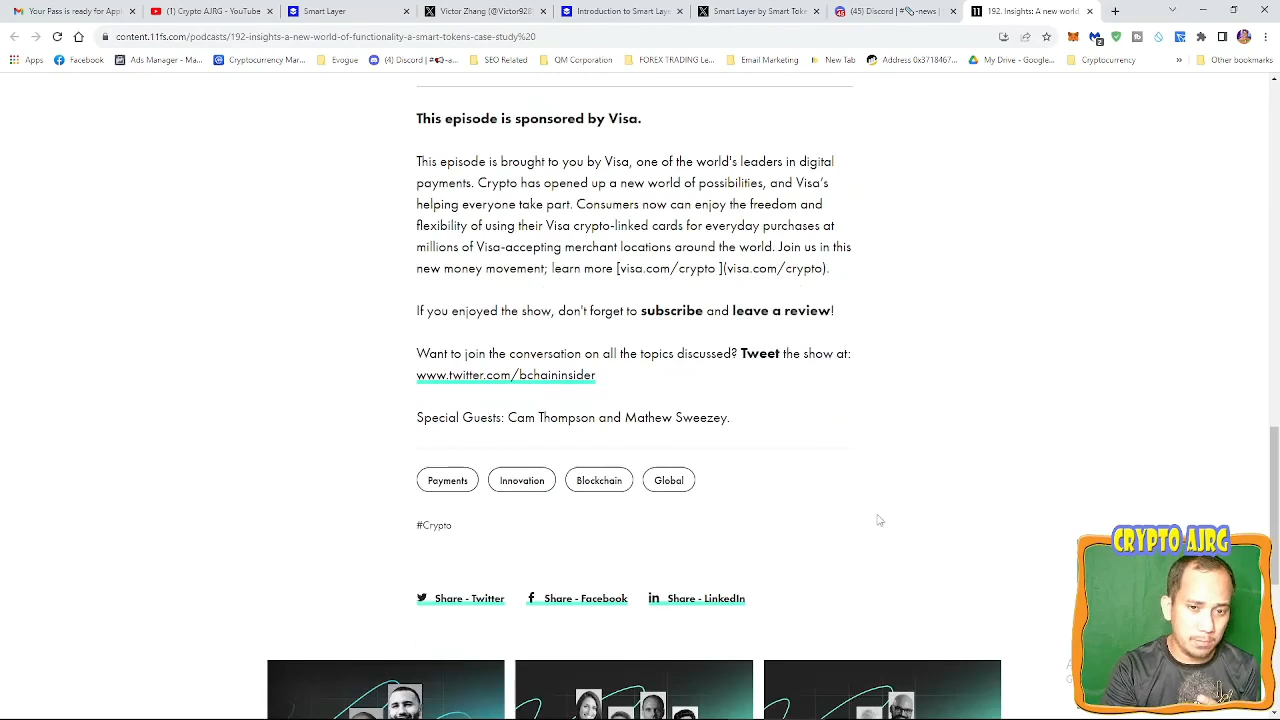 Your Pass is ready for Appl
Crypto AJRG - YouTube
Smart Layer
Victor Zhang (@Victor928
Introduction to Smart Laye
Smart Layer by Smart Toke
(45) Discord | #🗞-news |
192. Insights: A new world
content.11fs.com/podcasts/192-insights-a-new-world-of-functionality-a-smart-tokens-case-study%20
Apps
Facebook
Ads Manager - Ma...
Cryptocurrency Mar...
Evogue
(4) Discord | #📢-a...
SEO Related
QM Corporation
FOREX TRADING Le...
Email Marketing
New Tab
Address 0x3718467...
My Drive - Google...
Cryptocurrency
»
Other bookmarks
This episode is sponsored by Visa.
This episode is brought to you by Visa, one of the world's leaders in digital
payments. Crypto has opened up a new world of possibilities, and Visa's
helping everyone take part. Consumers now can enjoy the freedom and
flexibility of using their Visa crypto-linked cards for everyday purchases at
millions of Visa-accepting merchant locations around the world. Join us in this
new money movement; learn more [visa.com/crypto ](visa.com/crypto).
If you enjoyed the show, don't forget to subscribe and leave a review!
Want to join the conversation on all the topics discussed? Tweet the show at:
www.twitter.com/bchaininsider
Special Guests: Cam Thompson and Mathew Sweezey.
Payments
Innovation
Blockchain
Global
#Crypto
CRYPTO AJRG
Share - Twitter
Share - Facebook
Share - LinkedIn